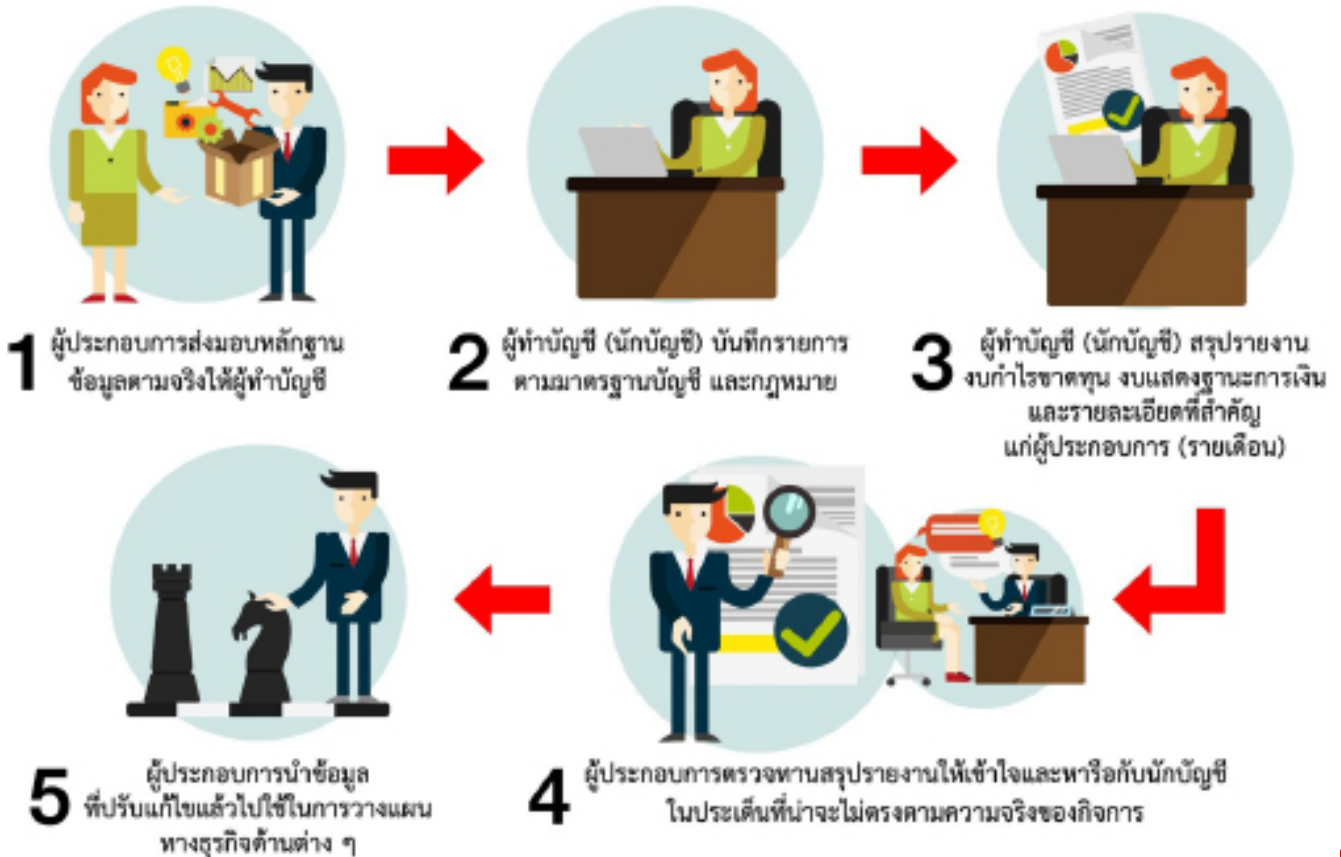 1 ผู้ประกอบการส่งมอบหลักฐาน
ข้อมูลตามจริงให้ผู้ทำบัญชี
2 ผู้ทำบัญชี (นักบัญชี) บันทึกรายการ
ตามมาตรฐานบัญชี และกฎหมาย
3 ผู้ทำบัญชี (นักบัญชี) สรุปรายงาน
งบกำไรขาดทุน งบแสดงฐานะการเงิน
และรายละเอียดที่สำคัญ
แก่ผู้ประกอบการ (รายเดือน)
4 ผู้ประกอบการตรวจทานสรุปรายงานให้เข้าใจและหารือกับนักบัญชี
ในประเด็นที่น่าจะไม่ตรงตามความจริงของกิจการ
5 ผู้ประกอบการนำข้อมูล
ที่ปรับแก้ไขแล้วไปใช้ในการวางแผน
ทางธุรกิจด้านต่าง ๆ